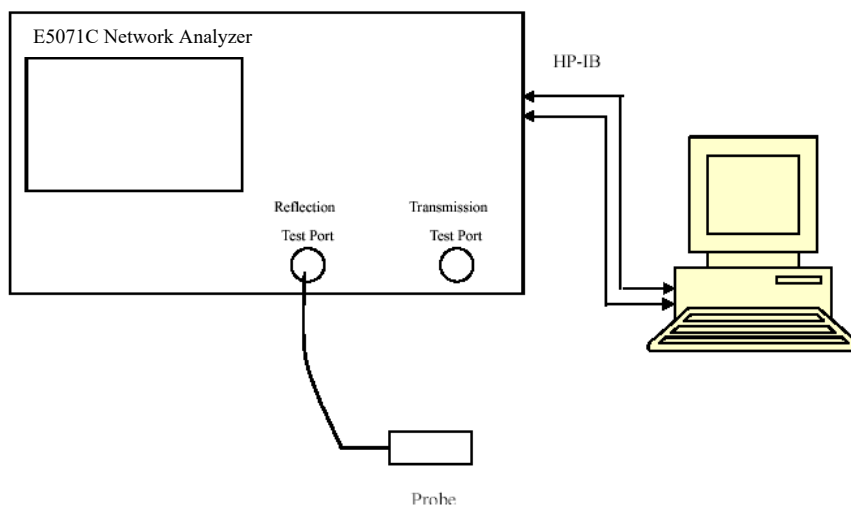 E5071C Network Analyzer
HP-IB
Reflection
Test Port
Transmission
Test Port
Probe